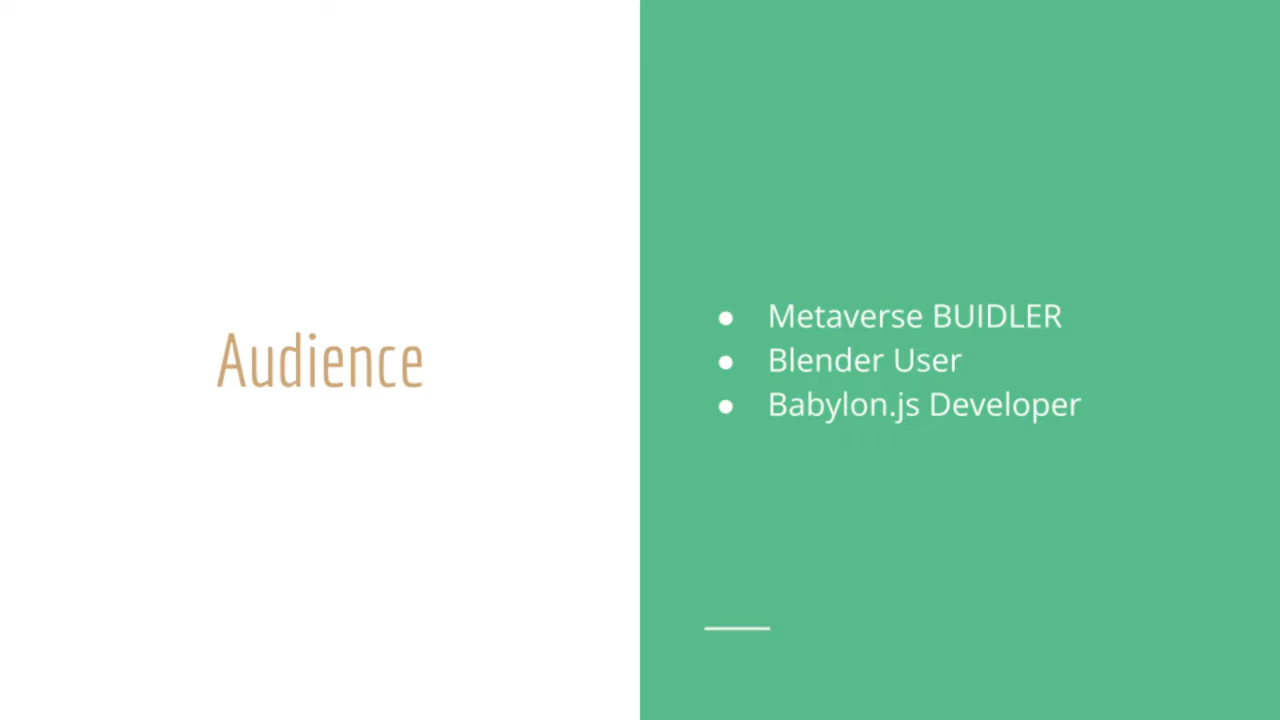 Audience
● Metaverse BUIDLER
● Blender User
● Babylon.js Developer